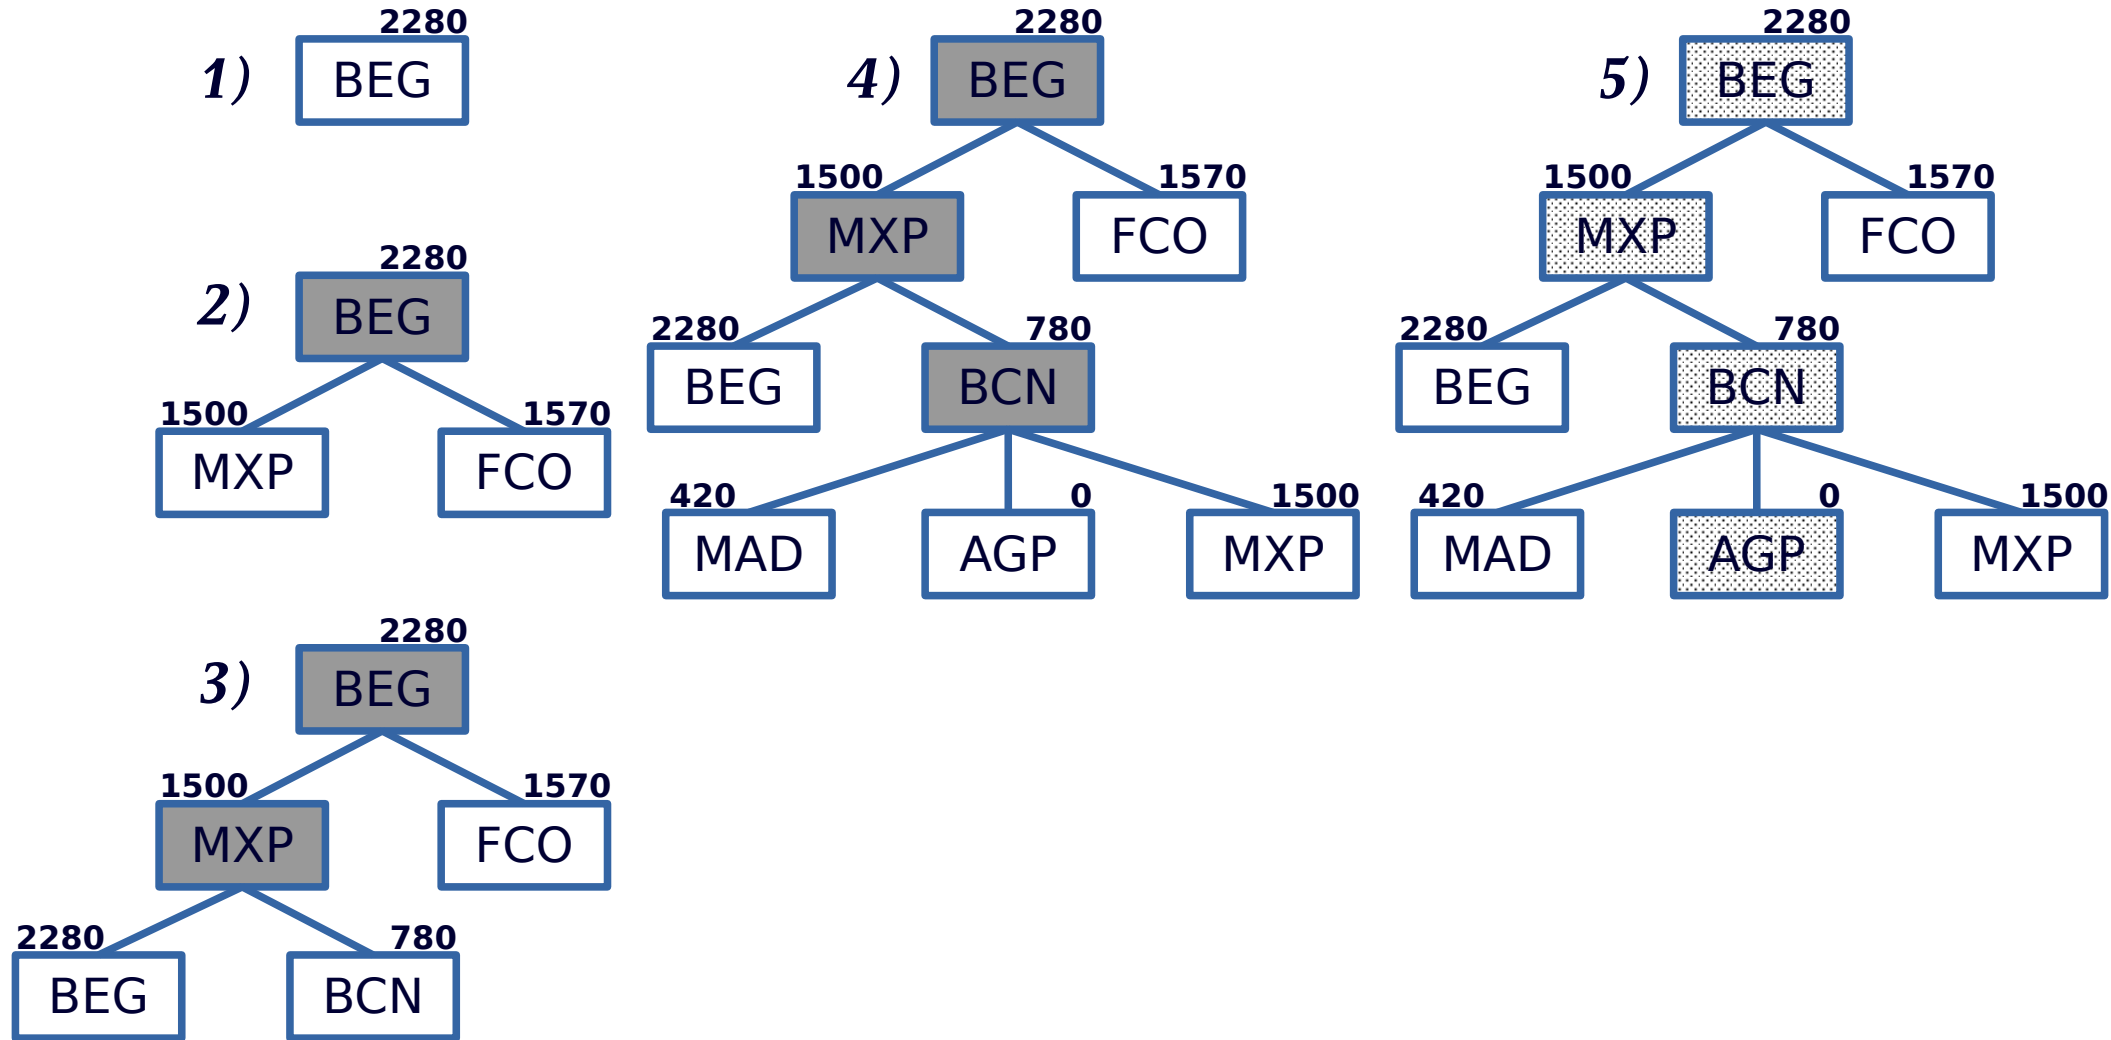 1)
2280
BEG
2)
2280
BEG
1500 1570
MXP FCO
3)
2280
BEG
1500 1570
MXP FCO
2280 780
BEG BCN
4)
2280
BEG
1500 1570
MXP FCO
2280 780
BEG BCN
420 0 1500
MAD AGP MXP
5)
2280
BEG
1500 1570
MXP FCO
2280 780
BEG BCN
420 0 1500
MAD AGP MXP